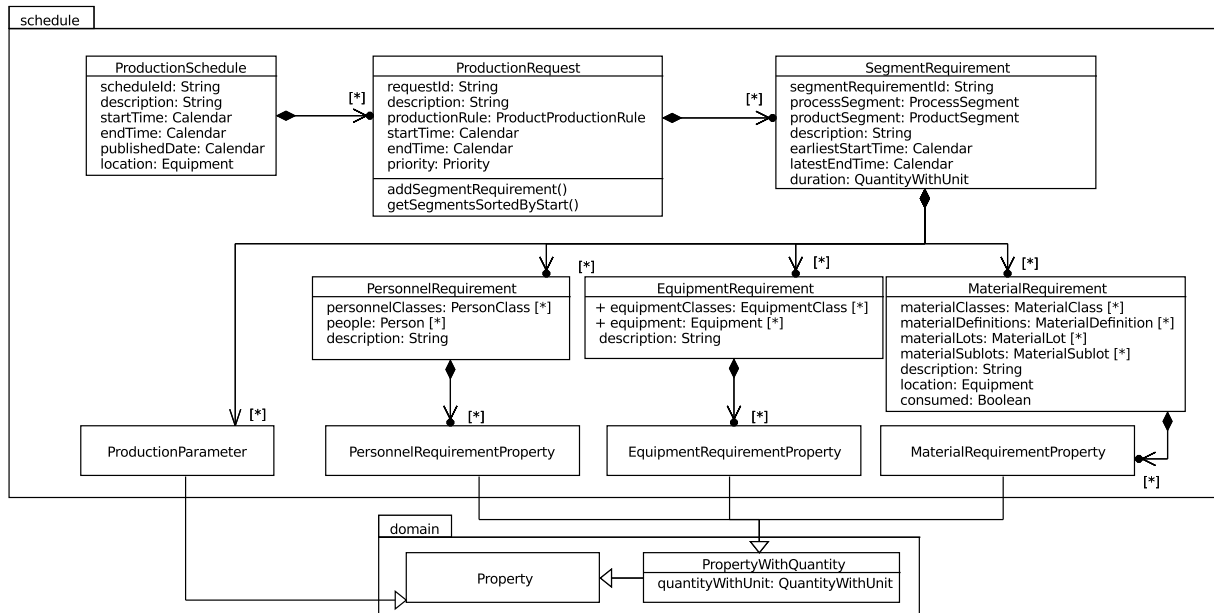 schedule
ProductionSchedule
scheduleId: String
description: String
startTime: Calendar
endTime: Calendar
publishedDate: Calendar
location: Equipment
[*]
ProductionRequest
requestId: String
description: String
productionRule: ProductProductionRule
startTime: Calendar
endTime: Calendar
priority: Priority
addSegmentRequirement()
getSegmentsSortedByStart()
[*]
SegmentRequirement
segmentRequirementId: String
processSegment: ProcessSegment
productSegment: ProductSegment
description: String
earliestStartTime: Calendar
latestEndTime: Calendar
duration: QuantityWithUnit
[*]
[*]
[*]
PersonnelRequirement
personnelClasses: PersonClass [*]
people: Person [*]
description: String
EquipmentRequirement
+ equipmentClasses: EquipmentClass [*]
+ equipment: Equipment [*]
description: String
MaterialRequirement
materialClasses: MaterialClass [*]
materialDefinitions: MaterialDefinition [*]
materialLots: MaterialLot [*]
materialSublots: MaterialSublot [*]
description: String
location: Equipment
consumed: Boolean
[*]
[*]
[*]
ProductionParameter
PersonnelRequirementProperty
EquipmentRequirementProperty
MaterialRequirementProperty
[*]
domain
Property
PropertyWithQuantity
quantityWithUnit: QuantityWithUnit